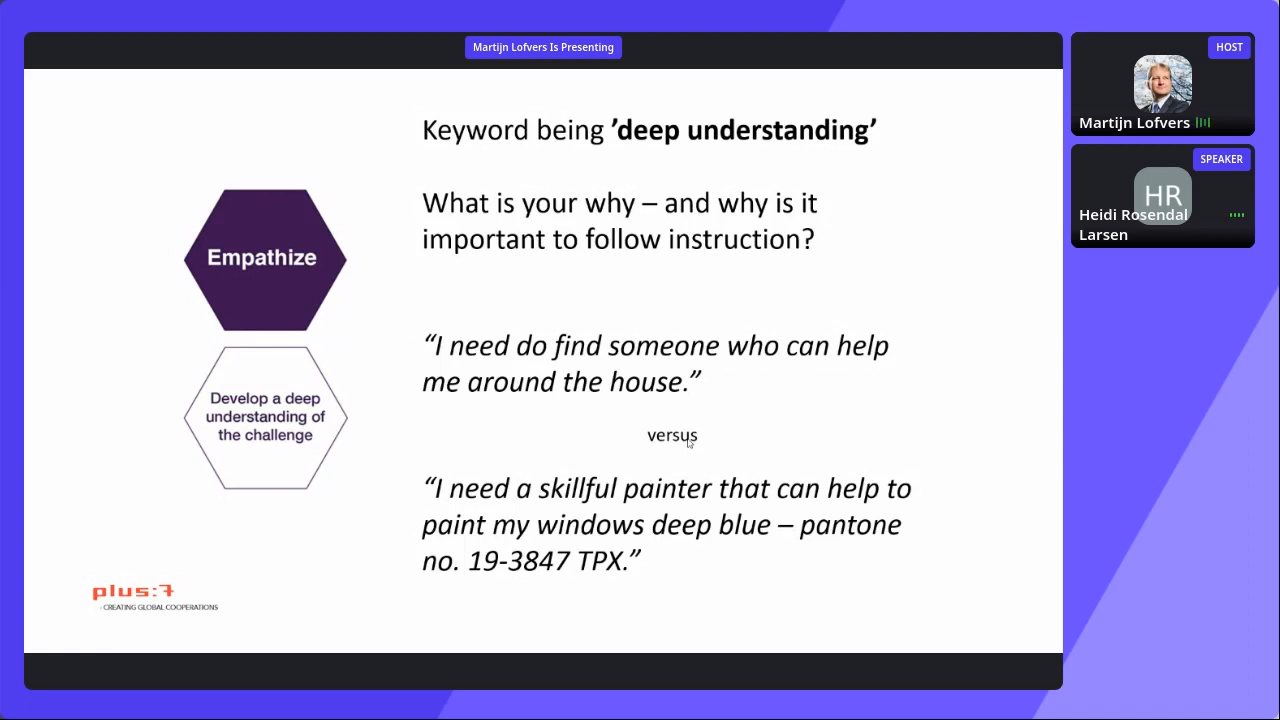 Martijn Lofvers Is Presenting
HOST
Martijn Lofvers
SPEAKER
HR
Heidi Rosendal
Larsen
Keyword being ’deep understanding’
What is your why – and why is it
important to follow instruction?
Empathize
Develop a deep
understanding of
the challenge
“I need do find someone who can help
me around the house.”
versus
“I need a skillful painter that can help to
paint my windows deep blue – pantone
no. 19-3847 TPX.”
plus:7
- CREATING GLOBAL COOPERATIONS